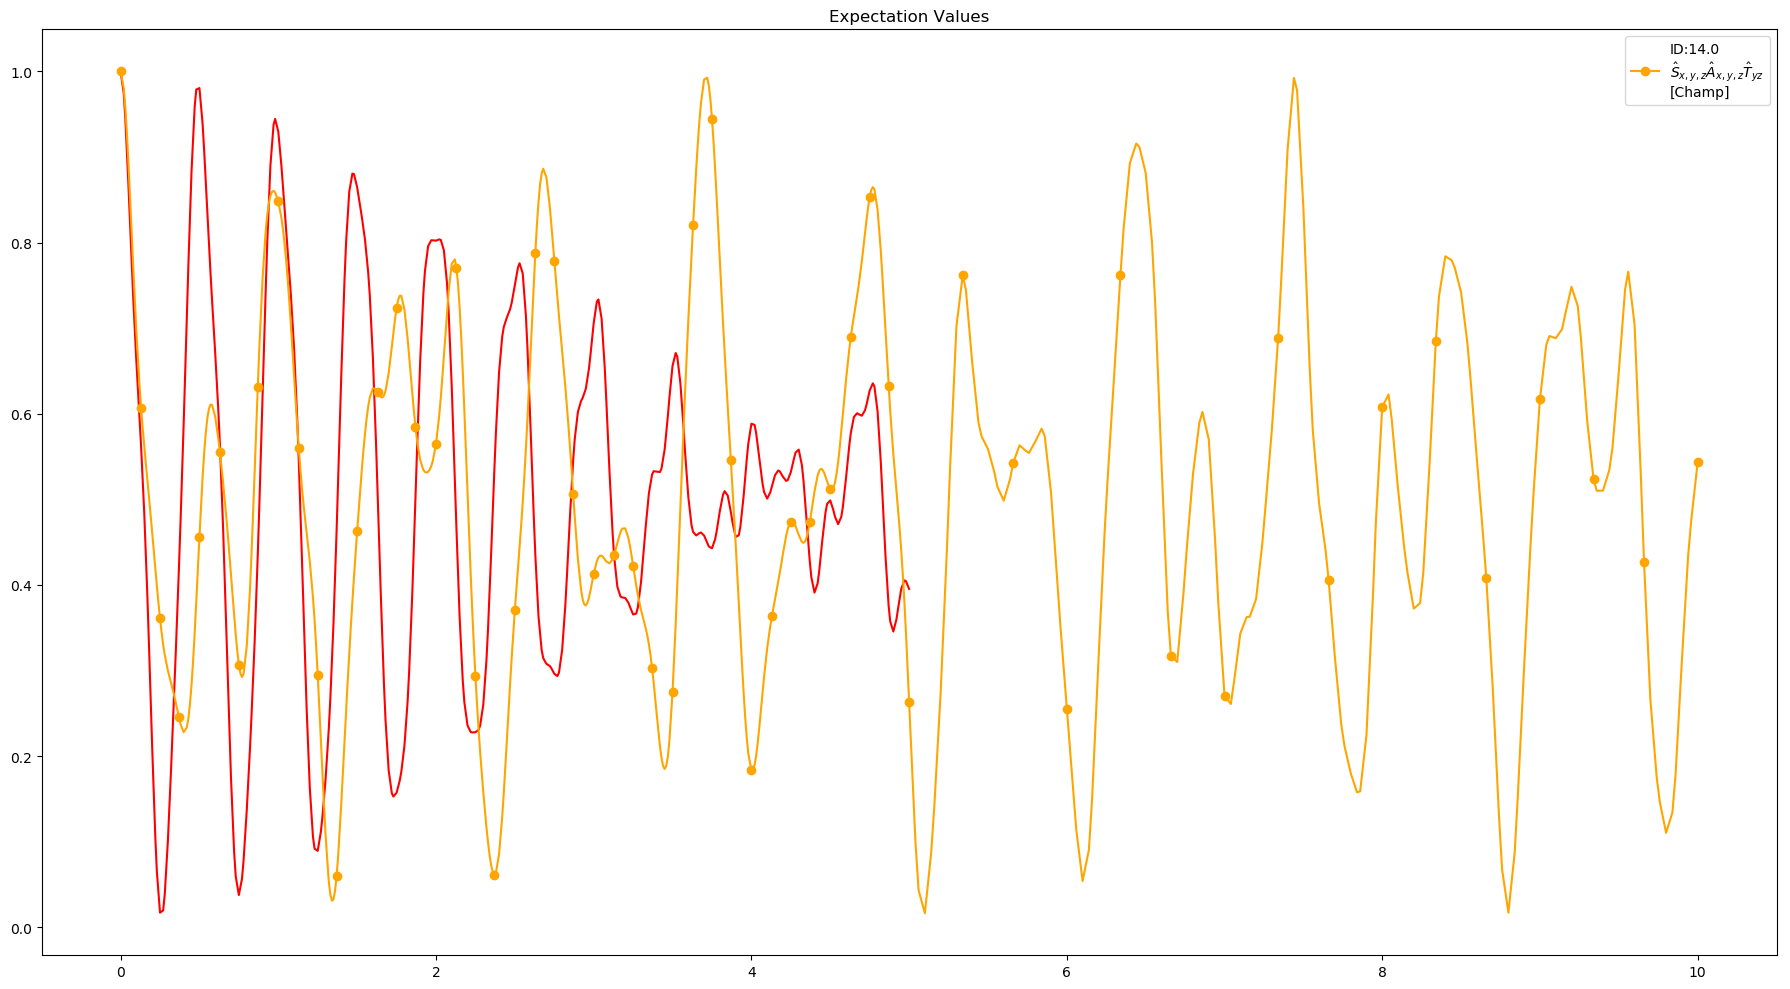 Expectation Values
ID:14.0
$\hat{S}_{x,y,z}\hat{A}_{x,y,z}\hat{T}_{yz}$
[Champ]
1.0
0.8
0.6
0.4
0.2
0.0
0 2 4 6 8 10